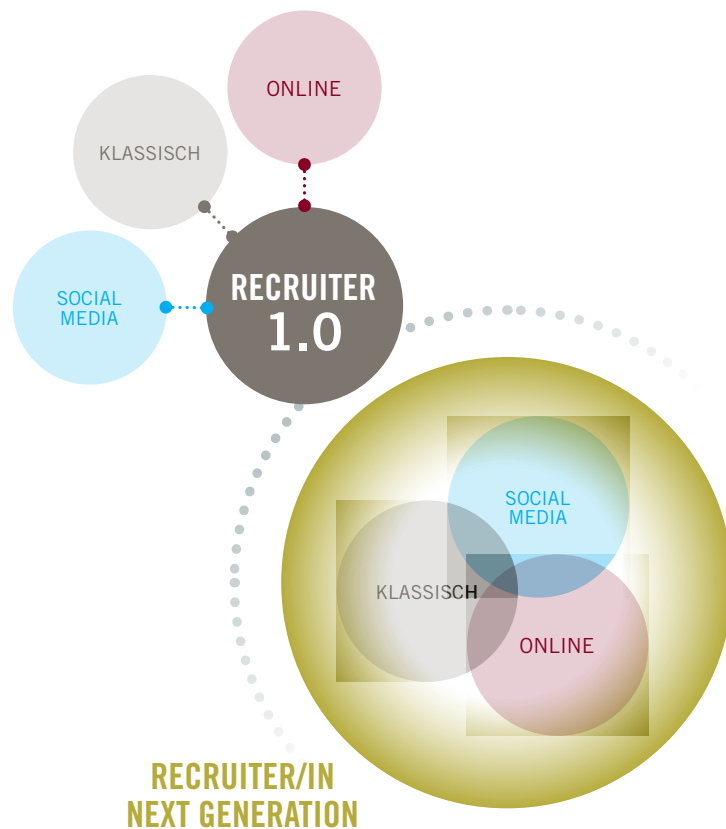 ONLINE
KLASSISCH
SOCIAL
MEDIA
RECRUITER
1.0
SOCIAL
MEDIA
KLASSISCH
ONLINE
RECRUITER/IN
NEXT GENERATION